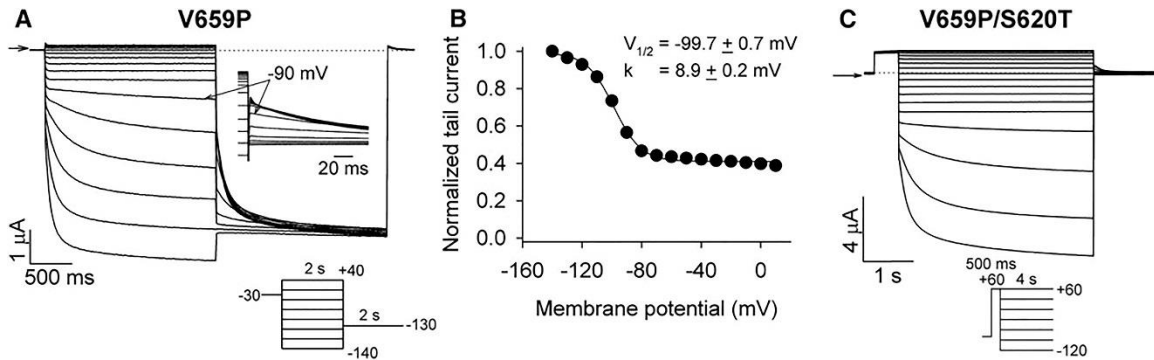 A
V659P
-90 mV
20 ms
1 µA
500 ms
2 s
+40
-30
2 s
-130
-140
B
V1/2 = -99.7 ± 0.7 mV
k = 8.9 ± 0.2 mV
Normalized tail current
1.0
0.8
0.6
0.4
0.2
0.0
-160 -120 -80 -40 0
Membrane potential (mV)
C
V659P/S620T
4 µA
1 s
500 ms
+60 4 s
+60
-120